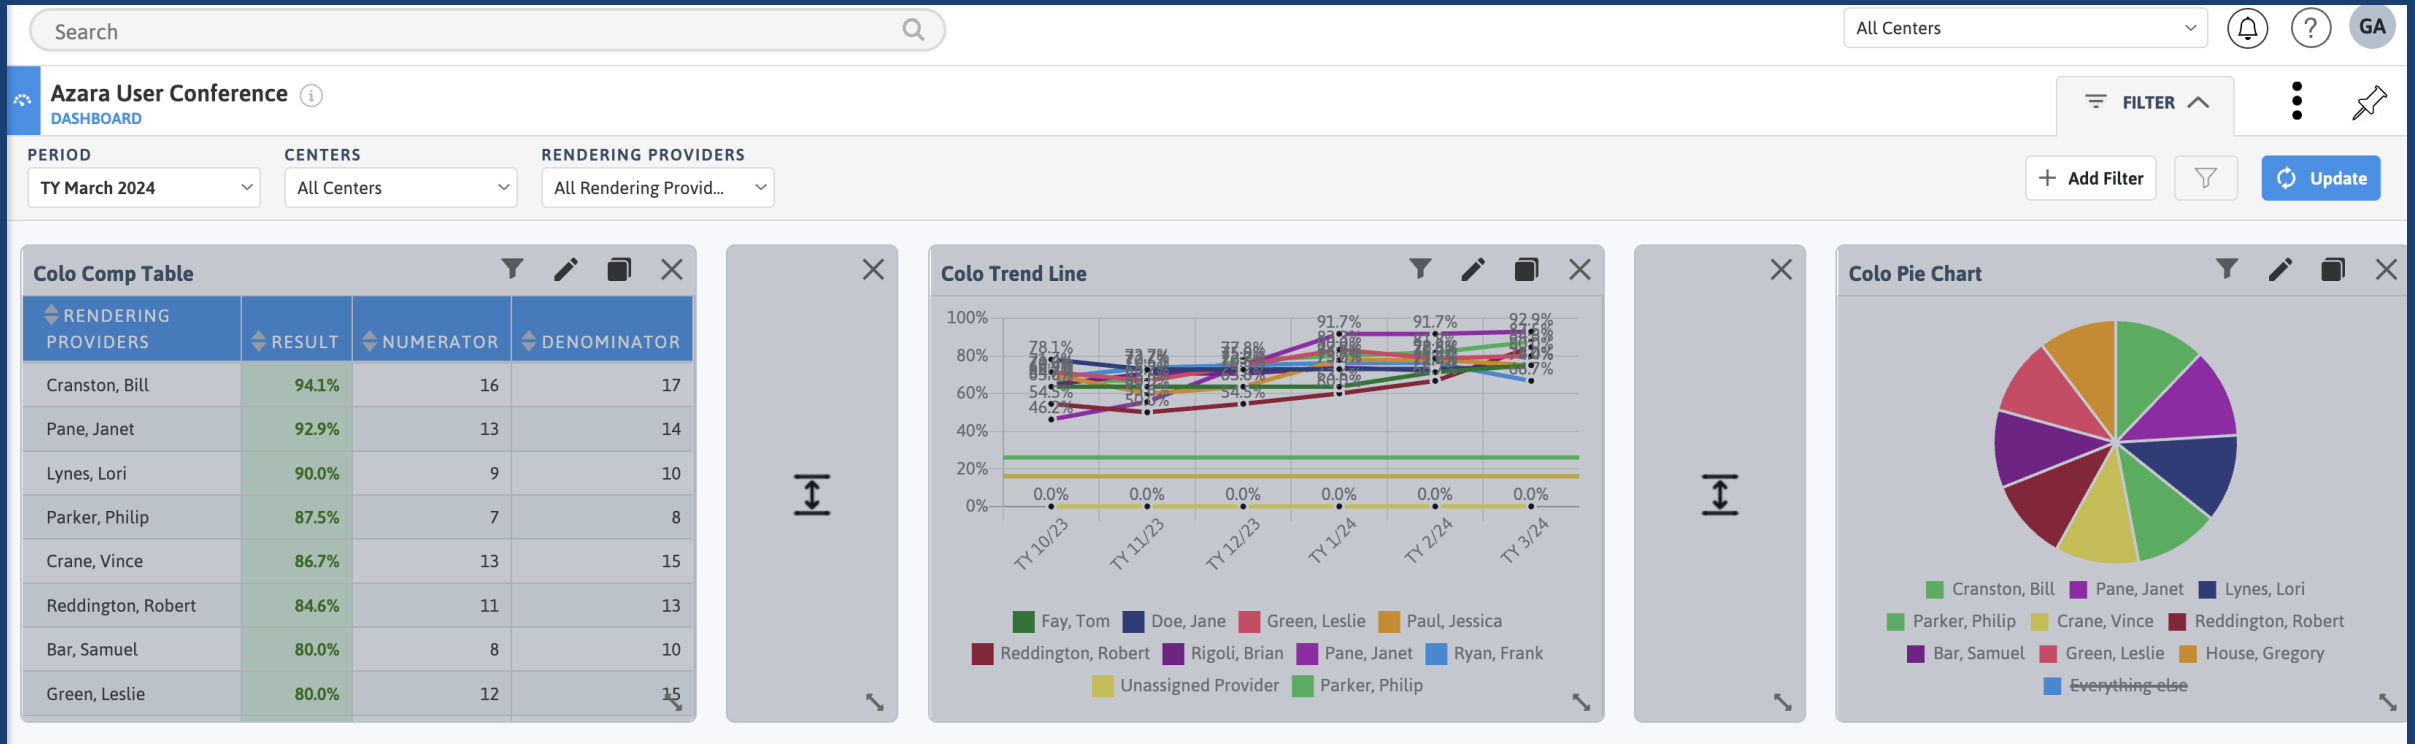 Search
All Centers
GA
Azara User Conference
DASHBOARD
FILTER
PERIOD
CENTERS
RENDERING PROVIDERS
TY March 2024
All Centers
All Rendering Provid...
Add Filter
Update
Colo Comp Table
RENDERING PROVIDERS RESULT NUMERATOR DENOMINATOR
Cranston, Bill 94.1% 16 17
Pane, Janet 92.9% 13 14
Lynes, Lori 90.0% 9 10
Parker, Philip 87.5% 7 8
Crane, Vince 86.7% 13 15
Reddington, Robert 84.6% 11 13
Bar, Samuel 80.0% 8 10
Green, Leslie 80.0% 12 15
Colo Trend Line
100%
80%
60%
40%
20%
0%
78.1%
54.5%
46.2%
77.8%
54.5%
91.7%
91.7%
92.9%
66.7%
0.0% 0.0% 0.0% 0.0% 0.0% 0.0%
TY 10/23 TY 11/23 TY 12/23 TY 1/24 TY 2/24 TY 3/24
Fay, Tom Doe, Jane Green, Leslie Paul, Jessica
Reddington, Robert Rigoli, Brian Pane, Janet Ryan, Frank
Unassigned Provider Parker, Philip
Colo Pie Chart
Cranston, Bill Pane, Janet Lynes, Lori
Parker, Philip Crane, Vince Reddington, Robert
Bar, Samuel Green, Leslie House, Gregory
Everything else